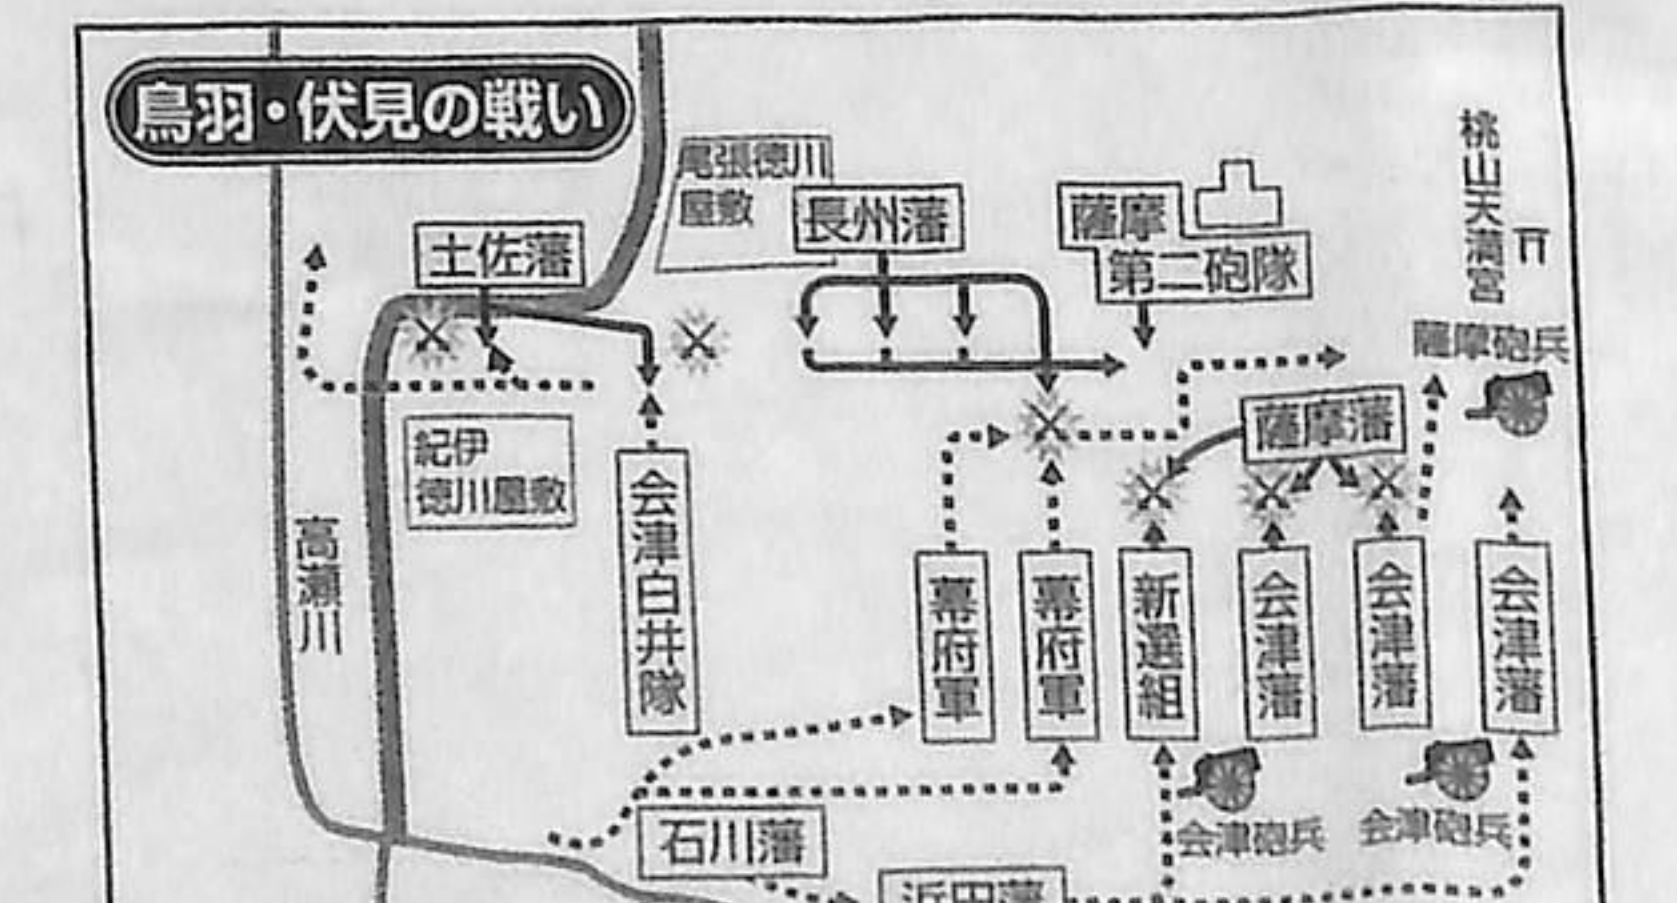 鳥羽・伏見の戦い
尾張徳川
屋敷
長州藩
薩摩
第二砲隊
桃山天満宮
土佐藩
薩摩砲兵
薩摩藩
紀伊
徳川屋敷
会津白井隊
高瀬川
幕府軍
幕府軍
新選組
会津藩
会津藩
会津藩
石川藩
会津砲兵
会津砲兵
浜田藩